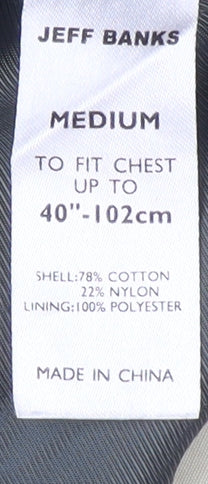 JEFF BANKS
MEDIUM
TO FIT CHEST
UP TO
40"-102cm
SHELL:78% COTTON
22% NYLON
LINING:100% POLYESTER
MADE IN CHINA